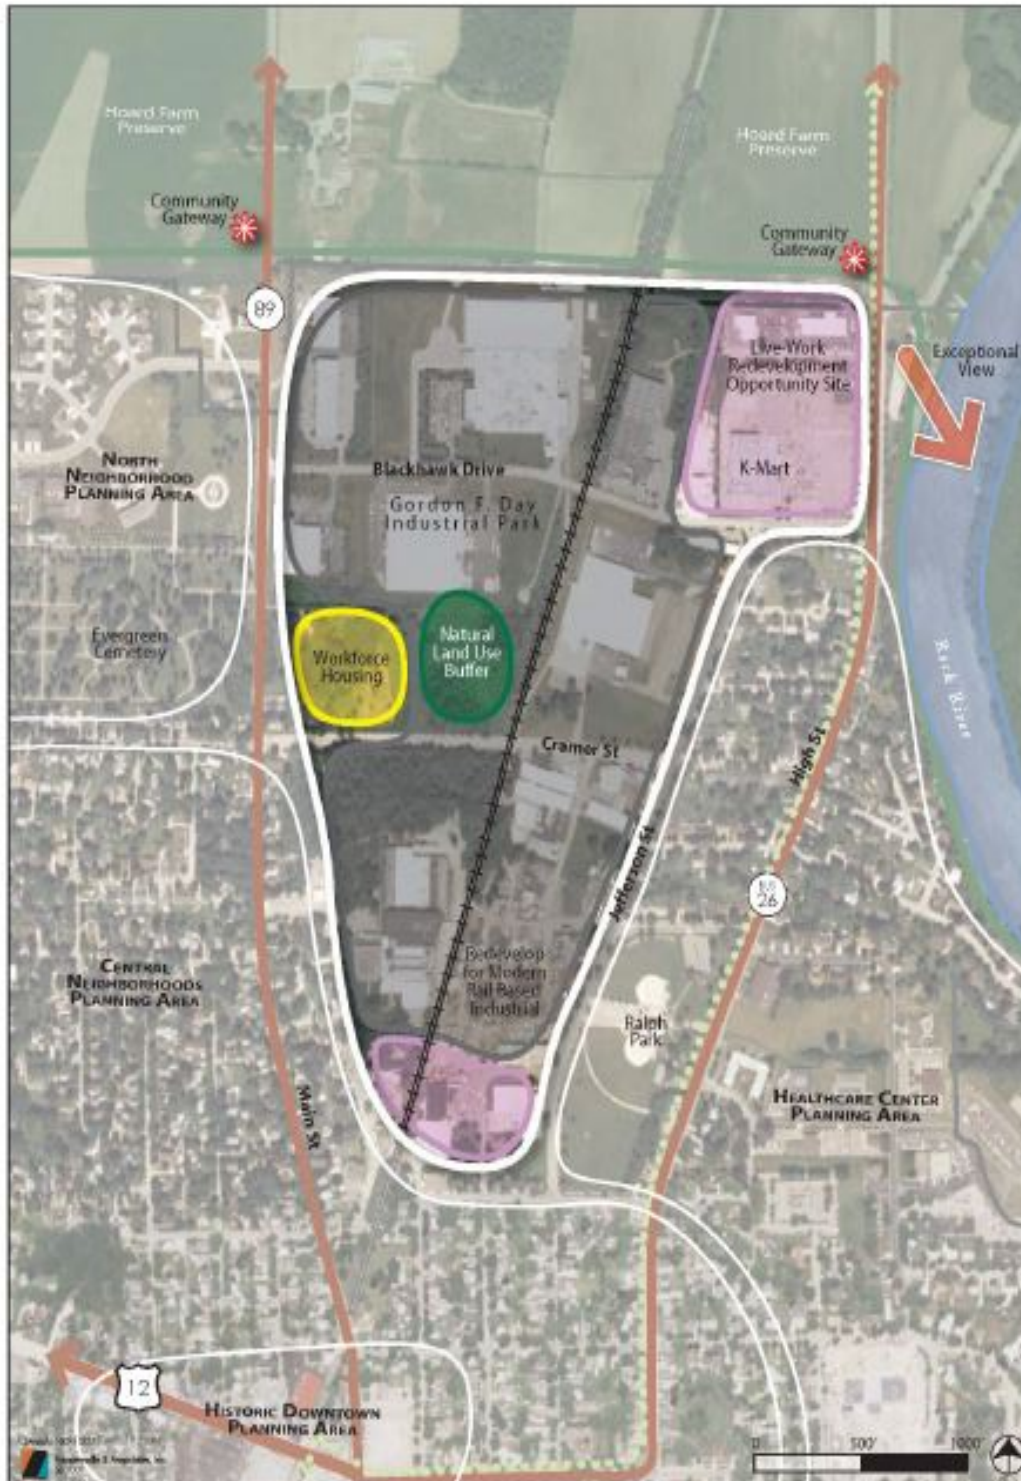 Hoard Farm
Preserve
Hoard Farm
Preserve
Community
Gateway
Community
Gateway
89
Live-Work
Redevelopment
Opportunity Site
Exceptional
View
K-Mart
NORTH
NEIGHBORHOOD
PLANNING AREA
Blackhawk Drive
Gordon F. Day
Industrial Park
Evergreen
Cemetery
Workforce
Housing
Natural
Land Use
Buffer
Rock River
Cramer St
High St
Jefferson St
26
CENTRAL
NEIGHBORHOODS
PLANNING AREA
Redevelop
for Modern
Rail-Based
Industrial
Ralph
Park
Main St
HEALTHCARE CENTER
PLANNING AREA
12
HISTORIC DOWNTOWN
PLANNING AREA
0 500' 1000'